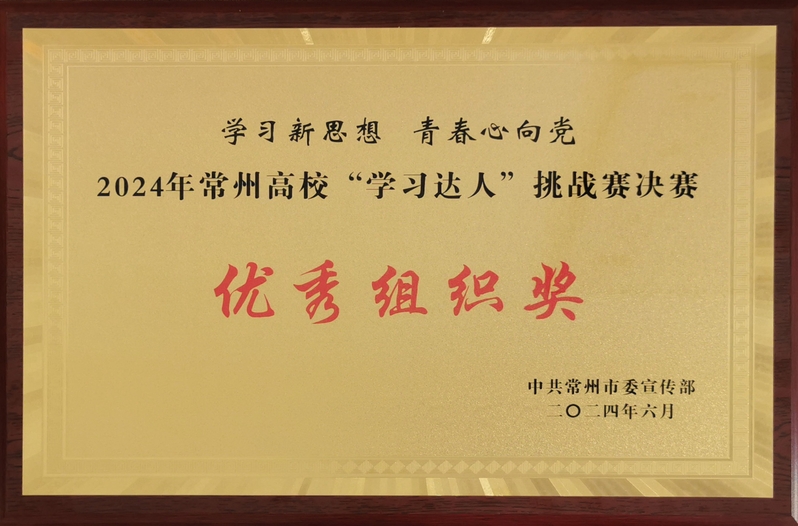 学习新思想 青春心向党
2024年常州高校“学习达人”挑战赛决赛
优秀组织奖
中共常州市委宣传部
二〇二四年六月